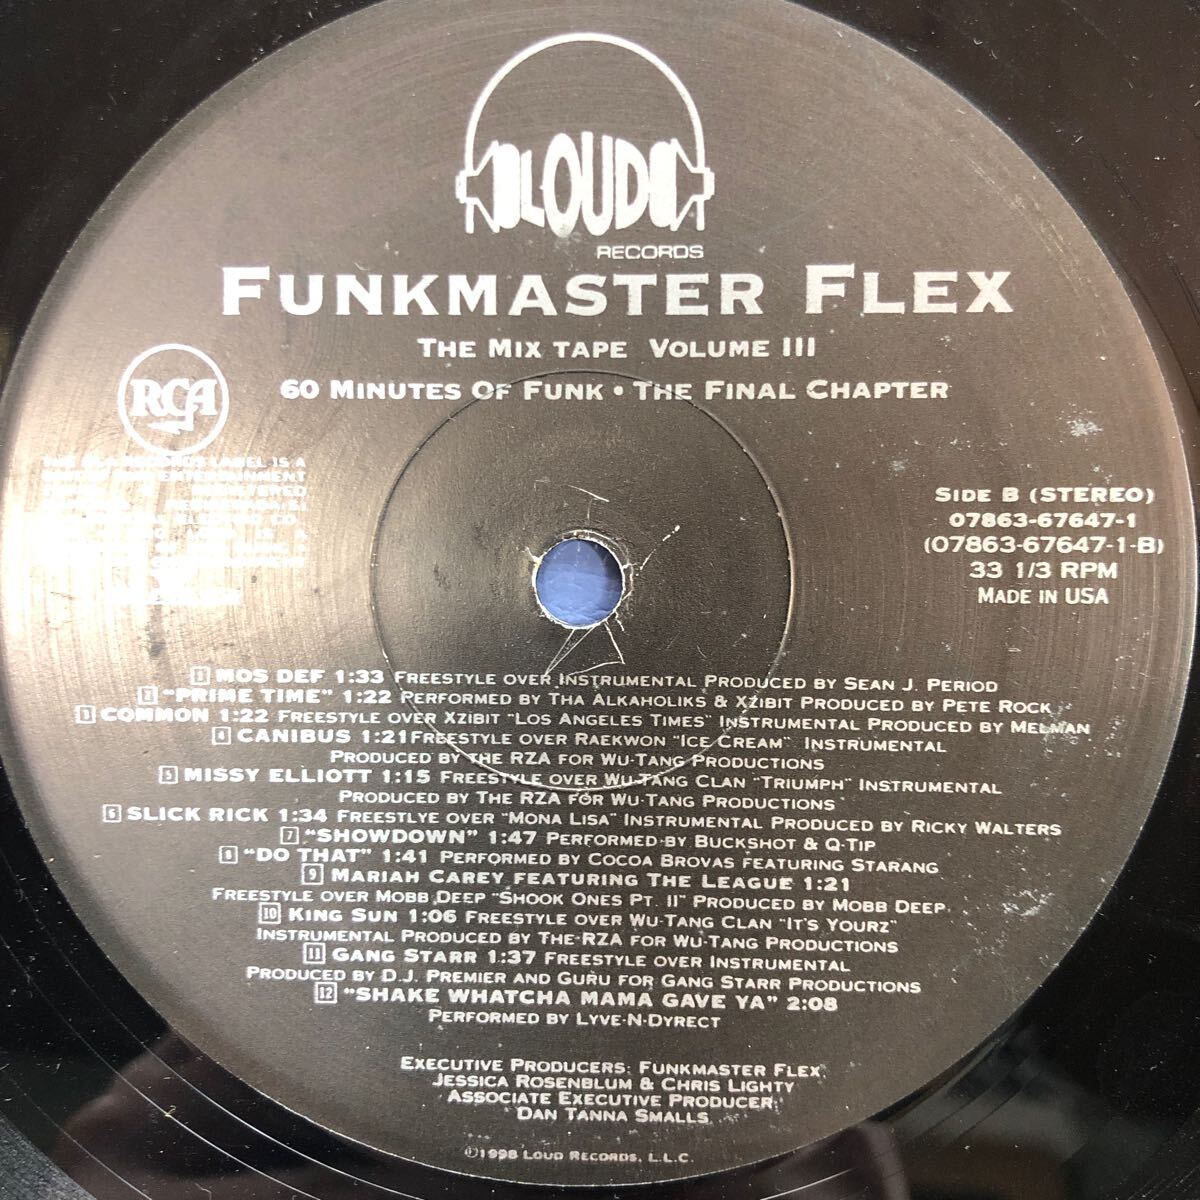 LOUD
RECORDS
FUNKMASTER FLEX
THE MIX TAPE VOLUME III
60 MINUTES OF FUNK • THE FINAL CHAPTER
RCA
LABEL IS A
ENTERTAINMENT
SIDE B (STEREO)
07863-67647-1
(07863-67647-1-B)
33 1/3 RPM
MADE IN USA
1 MOS DEF 1:33 FREESTYLE OVER INSTRUMENTAL PRODUCED BY SEAN J. PERIOD
2 "PRIME TIME" 1:22 PERFORMED BY THA ALKAHOLIKS & XZIBIT PRODUCED BY PETE ROCK
3 COMMON 1:22 FREESTYLE OVER XZIBIT "LOS ANGELES TIMES" INSTRUMENTAL PRODUCED BY MELMAN
4 CANIBUS 1:21 FREESTYLE OVER RAEKWON "ICE CREAM" INSTRUMENTAL
PRODUCED BY THE RZA FOR WU-TANG PRODUCTIONS
5 MISSY ELLIOTT 1:15 FREESTYLE OVER WU-TANG CLAN "TRIUMPH" INSTRUMENTAL
PRODUCED BY THE RZA FOR WU-TANG PRODUCTIONS
6 SLICK RICK 1:34 FREESTLYE OVER "MONA LISA" INSTRUMENTAL PRODUCED BY RICKY WALTERS
7 "SHOWDOWN" 1:47 PERFORMED BY BUCKSHOT & Q-TIP
8 "DO THAT" 1:41 PERFORMED BY COCOA BROVAS FEATURING STARANG
9 MARIAH CAREY FEATURING THE LEAGUE 1:21
FREESTYLE OVER MOBB DEEP "SHOOK ONES PT. II" PRODUCED BY MOBB DEEP
10 KING SUN 1:06 FREESTYLE OVER WU-TANG CLAN "IT'S YOURZ"
INSTRUMENTAL PRODUCED BY THE RZA FOR WU-TANG PRODUCTIONS
11 GANG STARR 1:37 FREESTYLE OVER INSTRUMENTAL
PRODUCED BY D.J. PREMIER AND GURU FOR GANG STARR PRODUCTIONS
12 "SHAKE WHATCHA MAMA GAVE YA" 2:08
PERFORMED BY LYVE-N-DYRECT
EXECUTIVE PRODUCERS: FUNKMASTER FLEX,
JESSICA ROSENBLUM & CHRIS LIGHTY
ASSOCIATE EXECUTIVE PRODUCER:
DAN TANNA SMALLS
©1998 LOUD RECORDS, L.L.C.